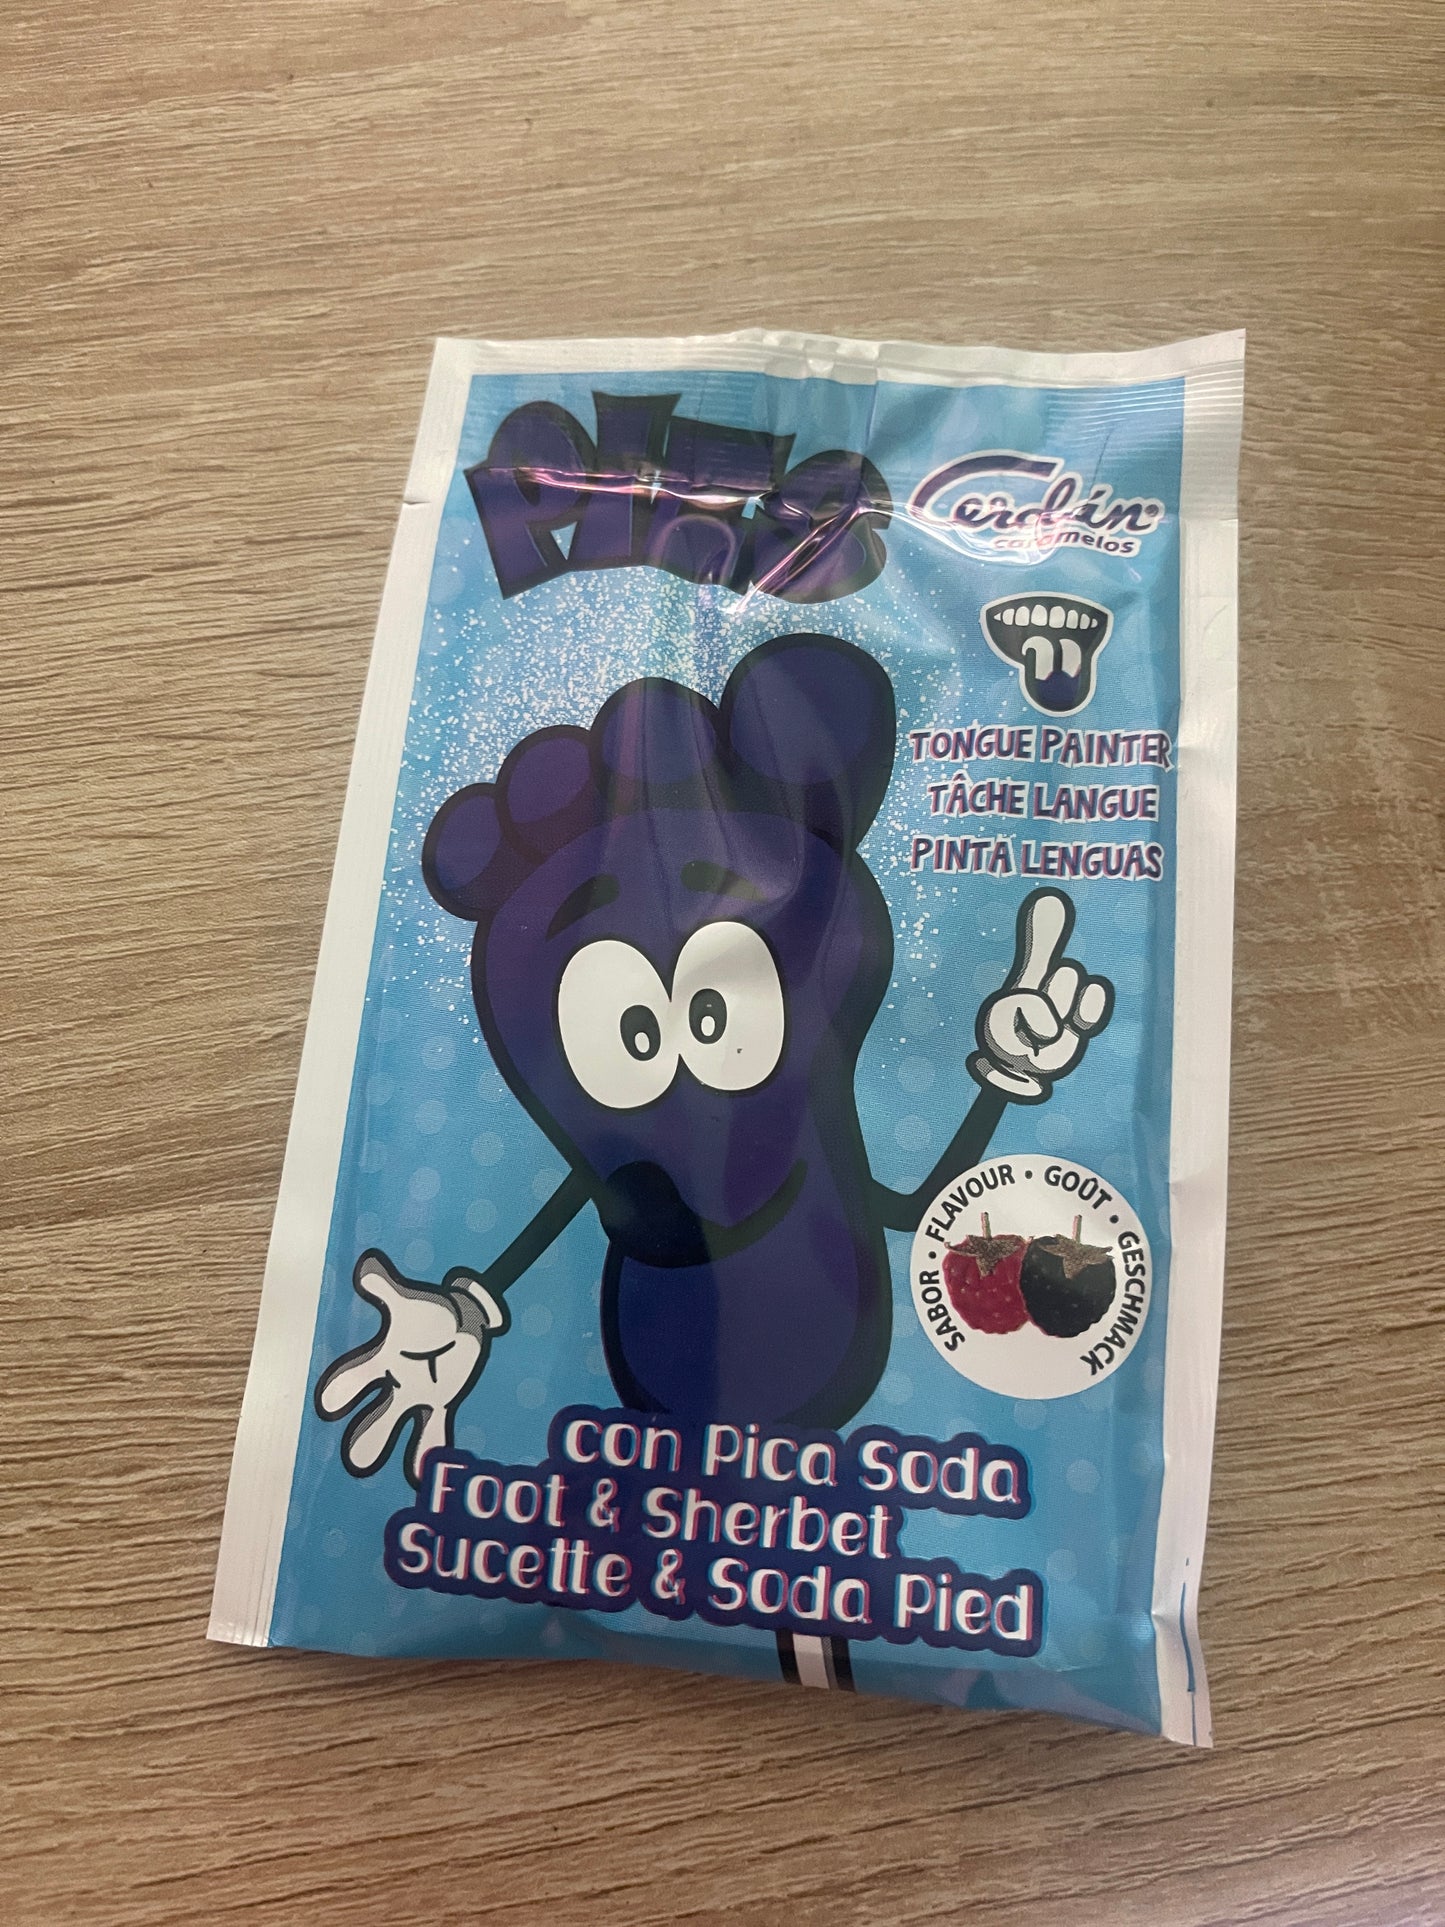 PITS
Cerdán®
caramelos
TONGUE PAINTER
TÂCHE LANGUE
PINTA LENGUAS
SABOR • FLAVOUR • GOÛT • GESCHMACK
con Pica Soda
Foot & Sherbet
Sucette & Soda Pied